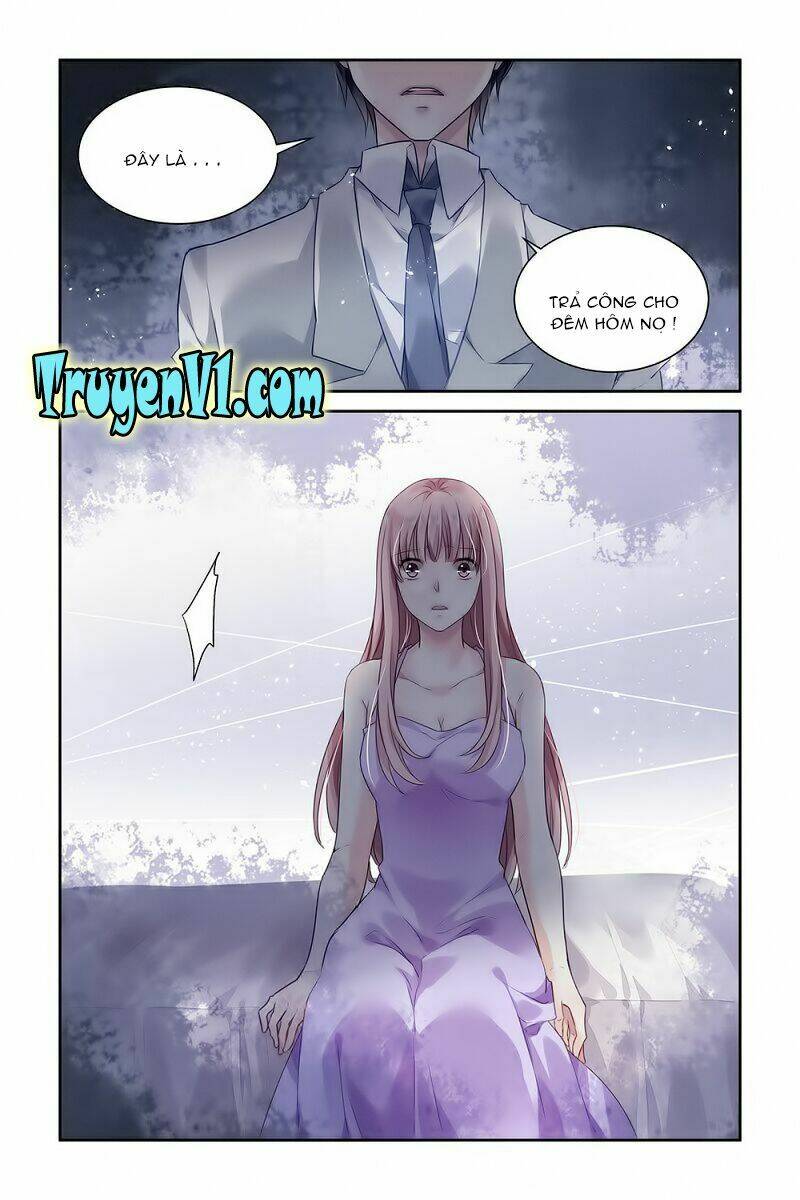 ĐÂY LÀ . . .
TRẢ CÔNG CHO
ĐÊM HÔM NỌ !
TruyenV1.com